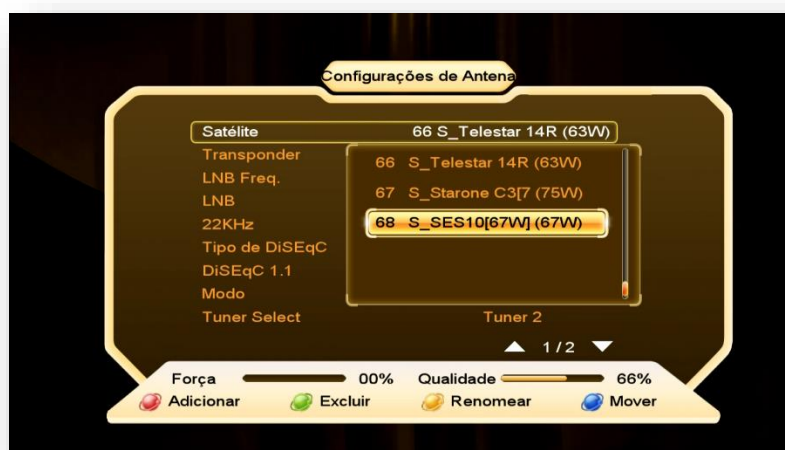 Configurações de Antena
Satélite 66 S_Telestar 14R (63W)
Transponder
66 S_Telestar 14R (63W)
LNB Freq.
67 S_Starone C3[7 (75W)
LNB
22KHz
68 S_SES10[67W] (67W)
Tipo de DiSEqC
DiSEqC 1.1
Modo
Tuner Select Tuner 2
1/2
Força 00% Qualidade 66%
Adicionar Excluir Renomear Mover